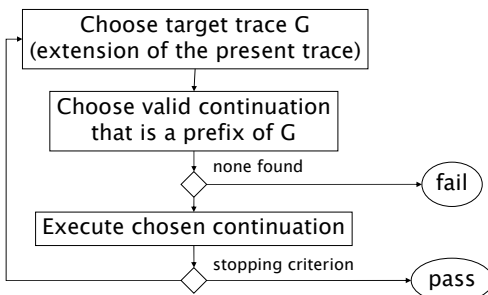 Choose target trace G
(extension of the present trace)
Choose valid continuation
that is a prefix of G
none found
fail
Execute chosen continuation
stopping criterion
pass